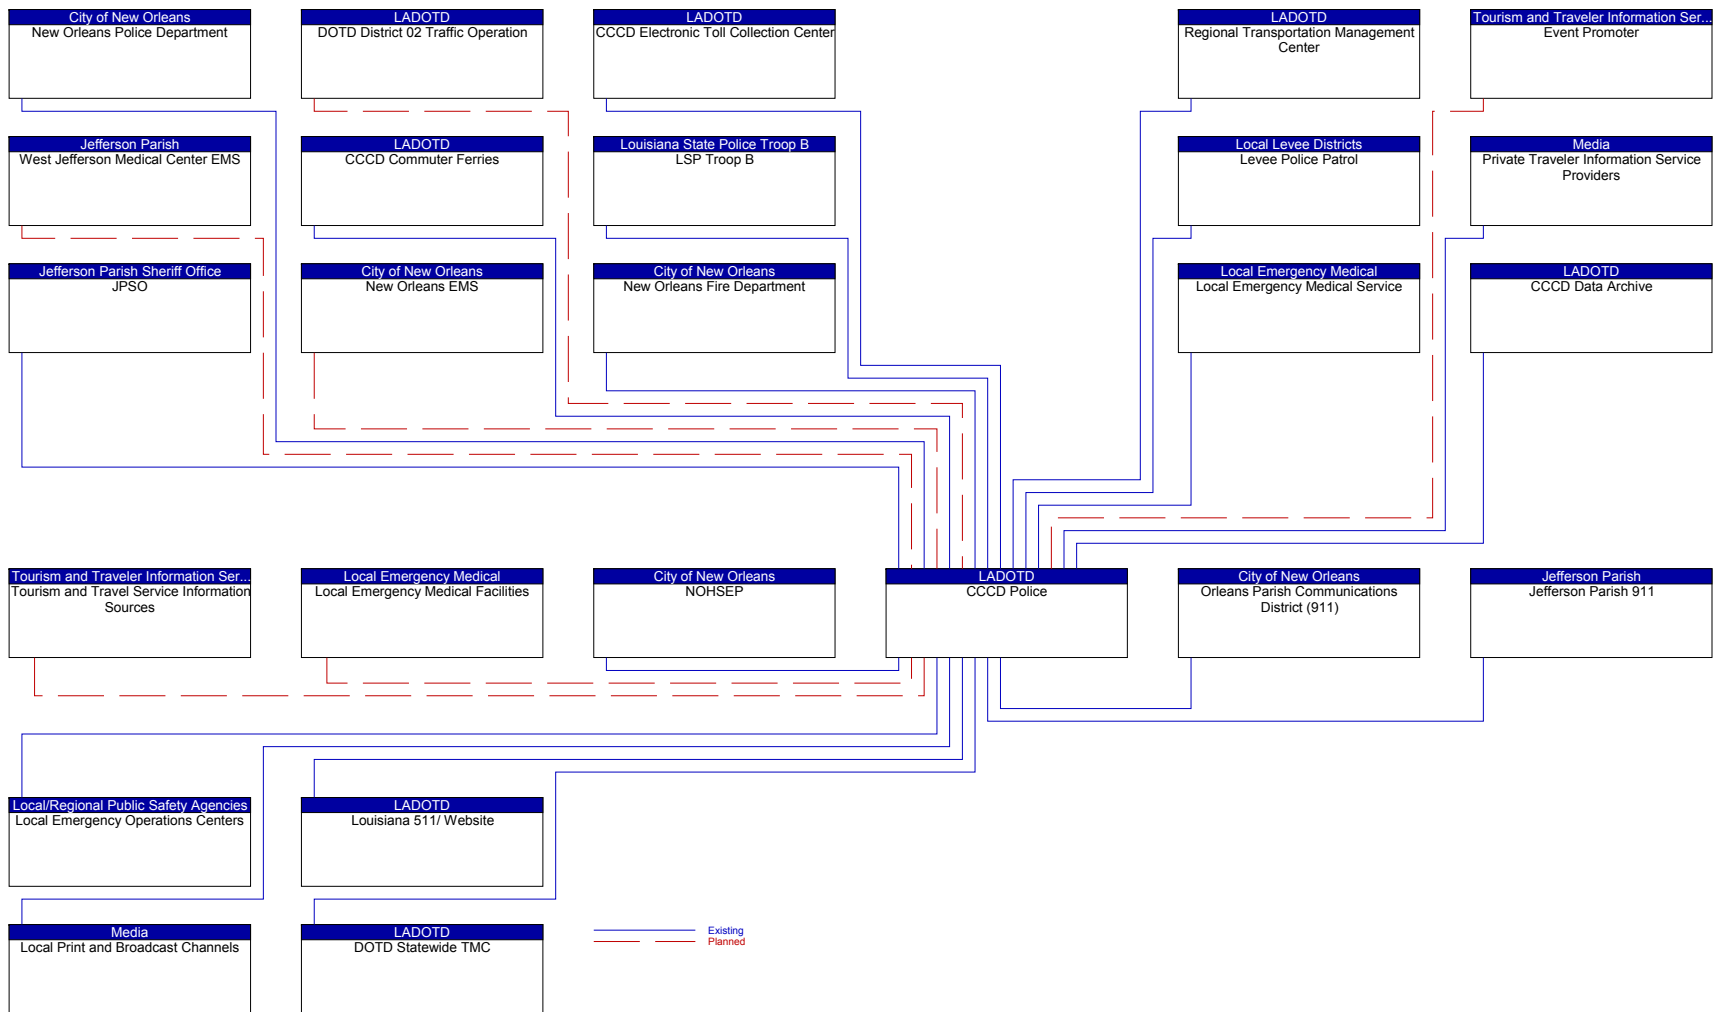 City of New Orleans
New Orleans Police Department
LADOTD
DOTD District 02 Traffic Operation
LADOTD
CCCD Electronic Toll Collection Center
LADOTD
Regional Transportation Management
Center
Tourism and Traveler Information Ser...
Event Promoter
Jefferson Parish
West Jefferson Medical Center EMS
LADOTD
CCCD Commuter Ferries
Louisiana State Police Troop B
LSP Troop B
Local Levee Districts
Levee Police Patrol
Media
Private Traveler Information Service
Providers
Jefferson Parish Sheriff Office
JPSO
City of New Orleans
New Orleans EMS
City of New Orleans
New Orleans Fire Department
Local Emergency Medical
Local Emergency Medical Service
LADOTD
CCCD Data Archive
Tourism and Traveler Information Ser...
Tourism and Travel Service Information
Sources
Local Emergency Medical
Local Emergency Medical Facilities
City of New Orleans
NOHSEP
LADOTD
CCCD Police
City of New Orleans
Orleans Parish Communications
District (911)
Jefferson Parish
Jefferson Parish 911
Local/Regional Public Safety Agencies
Local Emergency Operations Centers
LADOTD
Louisiana 511/ Website
Media
Local Print and Broadcast Channels
LADOTD
DOTD Statewide TMC
Existing
Planned